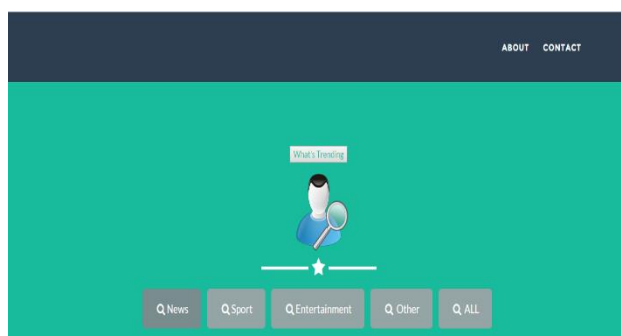 ABOUT CONTACT
What's Trending
News Sport Entertainment Other ALL